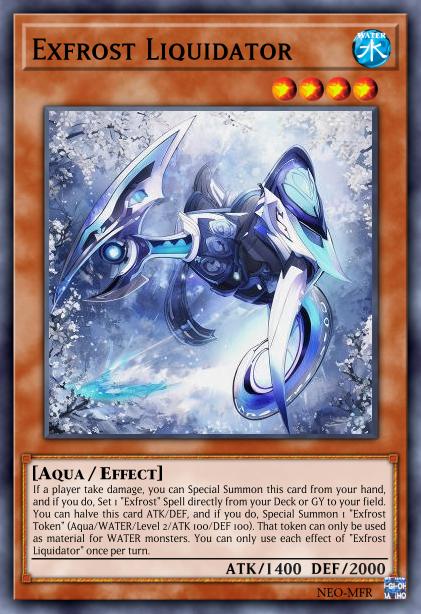 EXFROST LIQUIDATOR
WATER
水
[AQUA / EFFECT]
If a player take damage, you can Special Summon this card from your hand,
and if you do, Set 1 "Exfrost" Spell directly from your Deck or GY to your field.
You can halve this card ATK/DEF, and if you do, Special Summon 1 "Exfrost
Token" (Aqua/WATER/Level 2/ATK 100/DEF 100). That token can only be used
as material for WATER monsters. You can only use each effect of "Exfrost
Liquidator" once per turn.
ATK/1400 DEF/2000
NEO-MFR